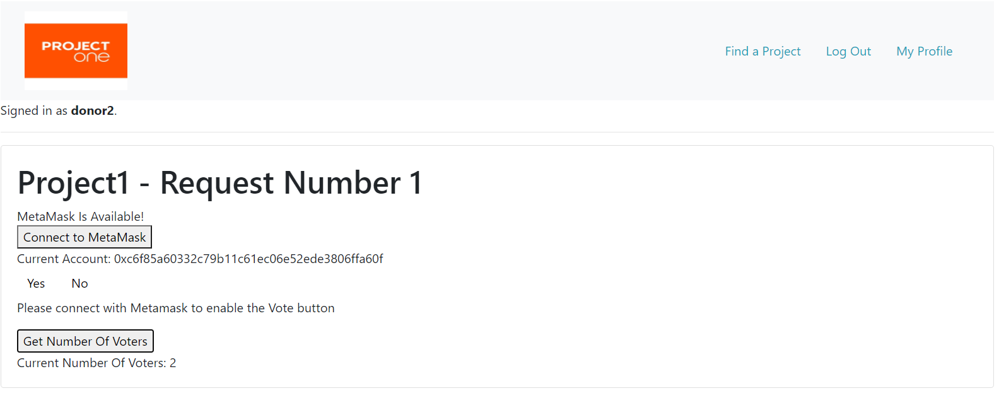 PROJECT
one
Find a Project Log Out My Profile
Signed in as donor2.
Project1 - Request Number 1
MetaMask Is Available!
Connect to MetaMask
Current Account: 0xc6f85a60332c79b11c61ec06e52ede3806ffa60f
Yes No
Please connect with Metamask to enable the Vote button
Get Number Of Voters
Current Number Of Voters: 2